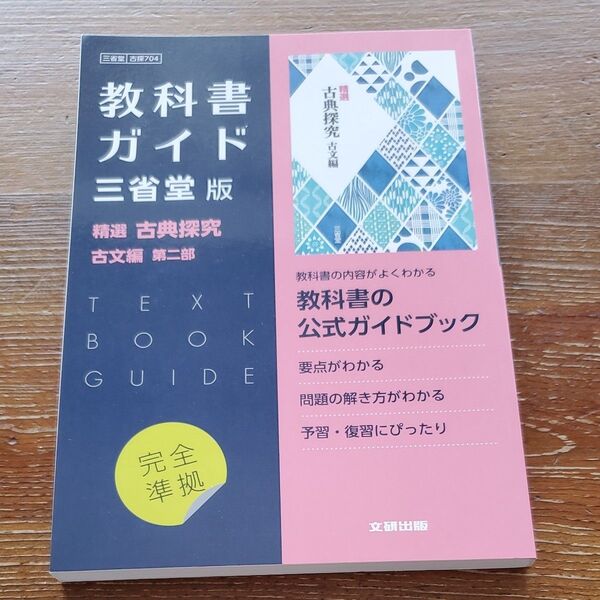 三省堂 古探704
教科書
ガイド
三省堂 版
精選 古典探究
古文編 第二部
TEXT
BOOK
GUIDE
完全
準拠
精選
古典探究 古文編
三省堂
教科書の内容がよくわかる
教科書の
公式ガイドブック
要点がわかる
問題の解き方がわかる
予習・復習にぴったり
文研出版